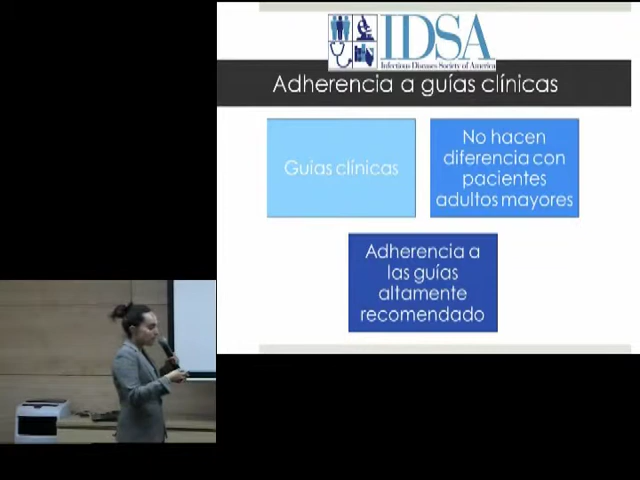 IDSA
Infectious Diseases Society of America
Adherencia a guías clínicas
Guías clínicas
No hacen
diferencia con
pacientes
adultos mayores
Adherencia a
las guías
altamente
recomendado